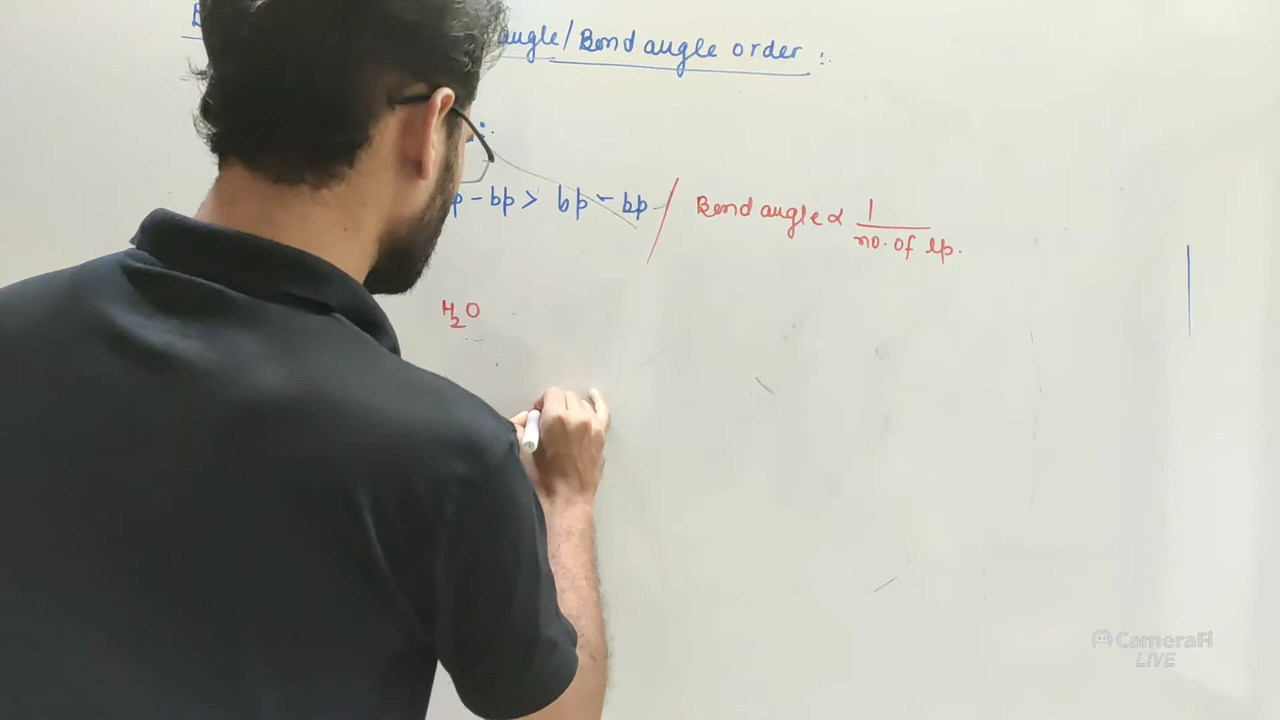 angle/Bond angle order :.
p - bp > bp - bp / Bond angle ∝ 1 / no. of lp.
H₂O
CameraFi
LIVE